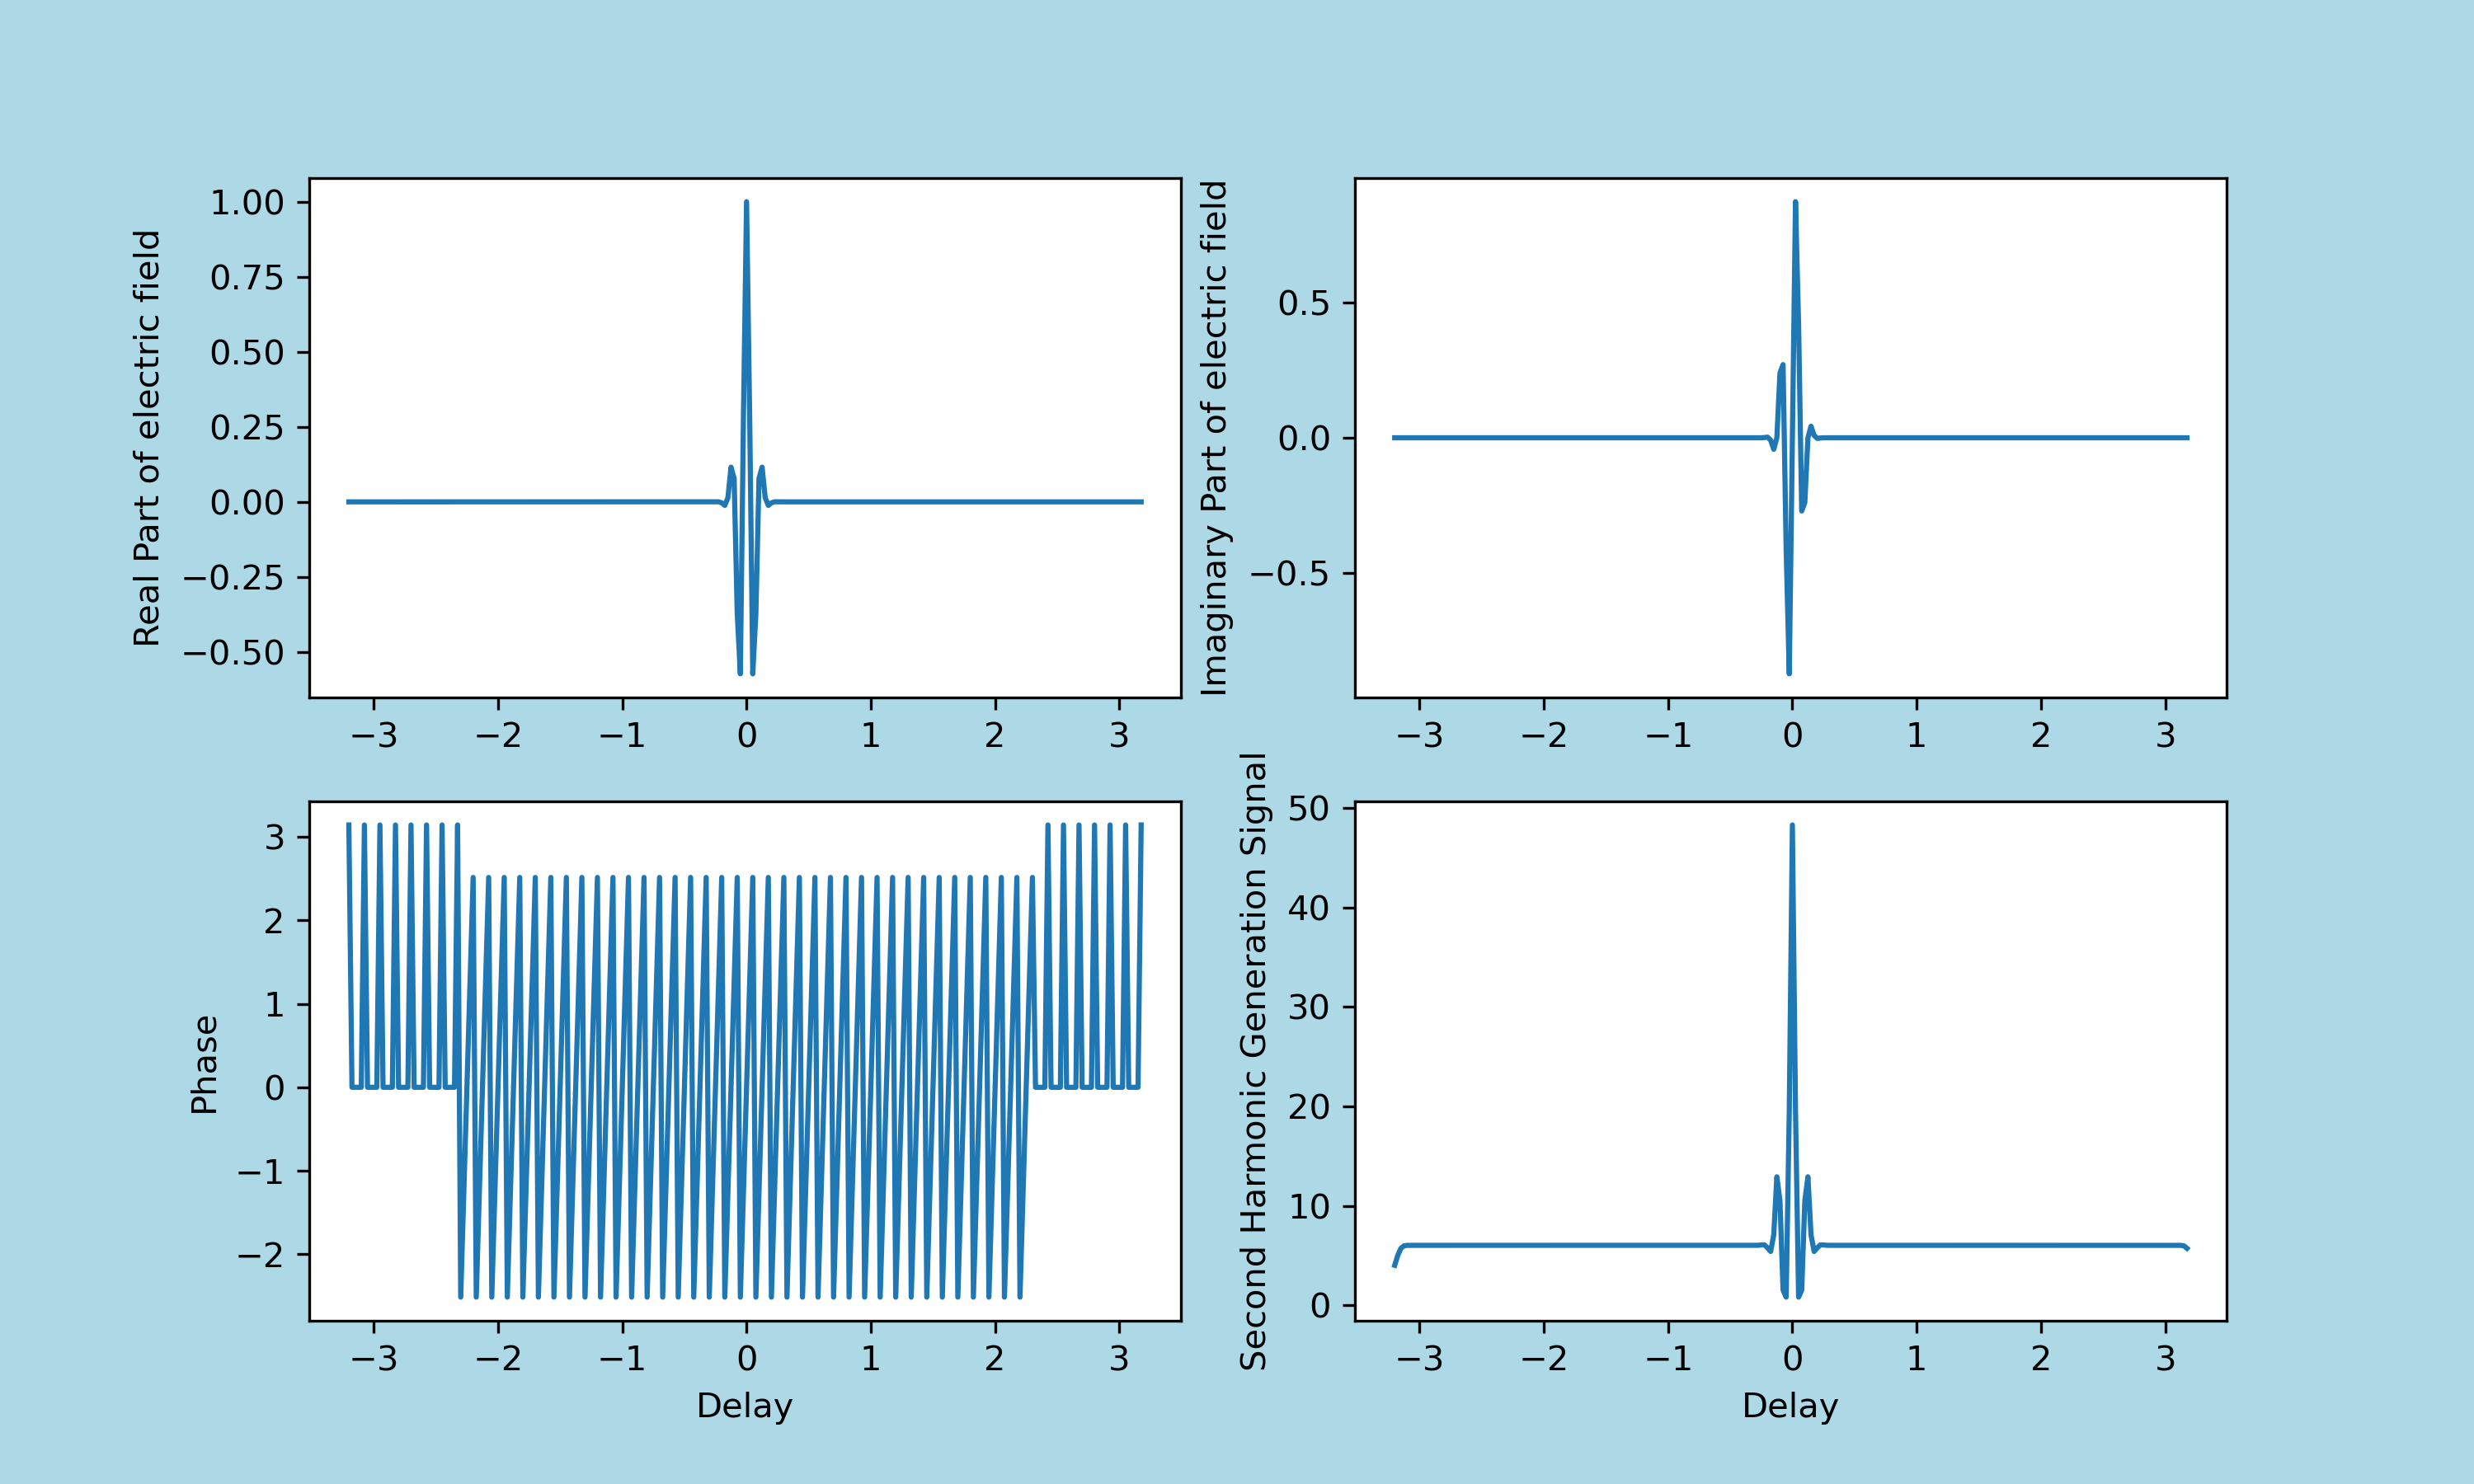 Real Part of electric field
1.00
0.75
0.50
0.25
0.00
−0.25
−0.50
−3 −2 −1 0 1 2 3
Imaginary Part of electric field
0.5
0.0
−0.5
−3 −2 −1 0 1 2 3
Phase
3
2
1
0
−1
−2
−3 −2 −1 0 1 2 3
Delay
Second Harmonic Generation Signal
50
40
30
20
10
0
−3 −2 −1 0 1 2 3
Delay